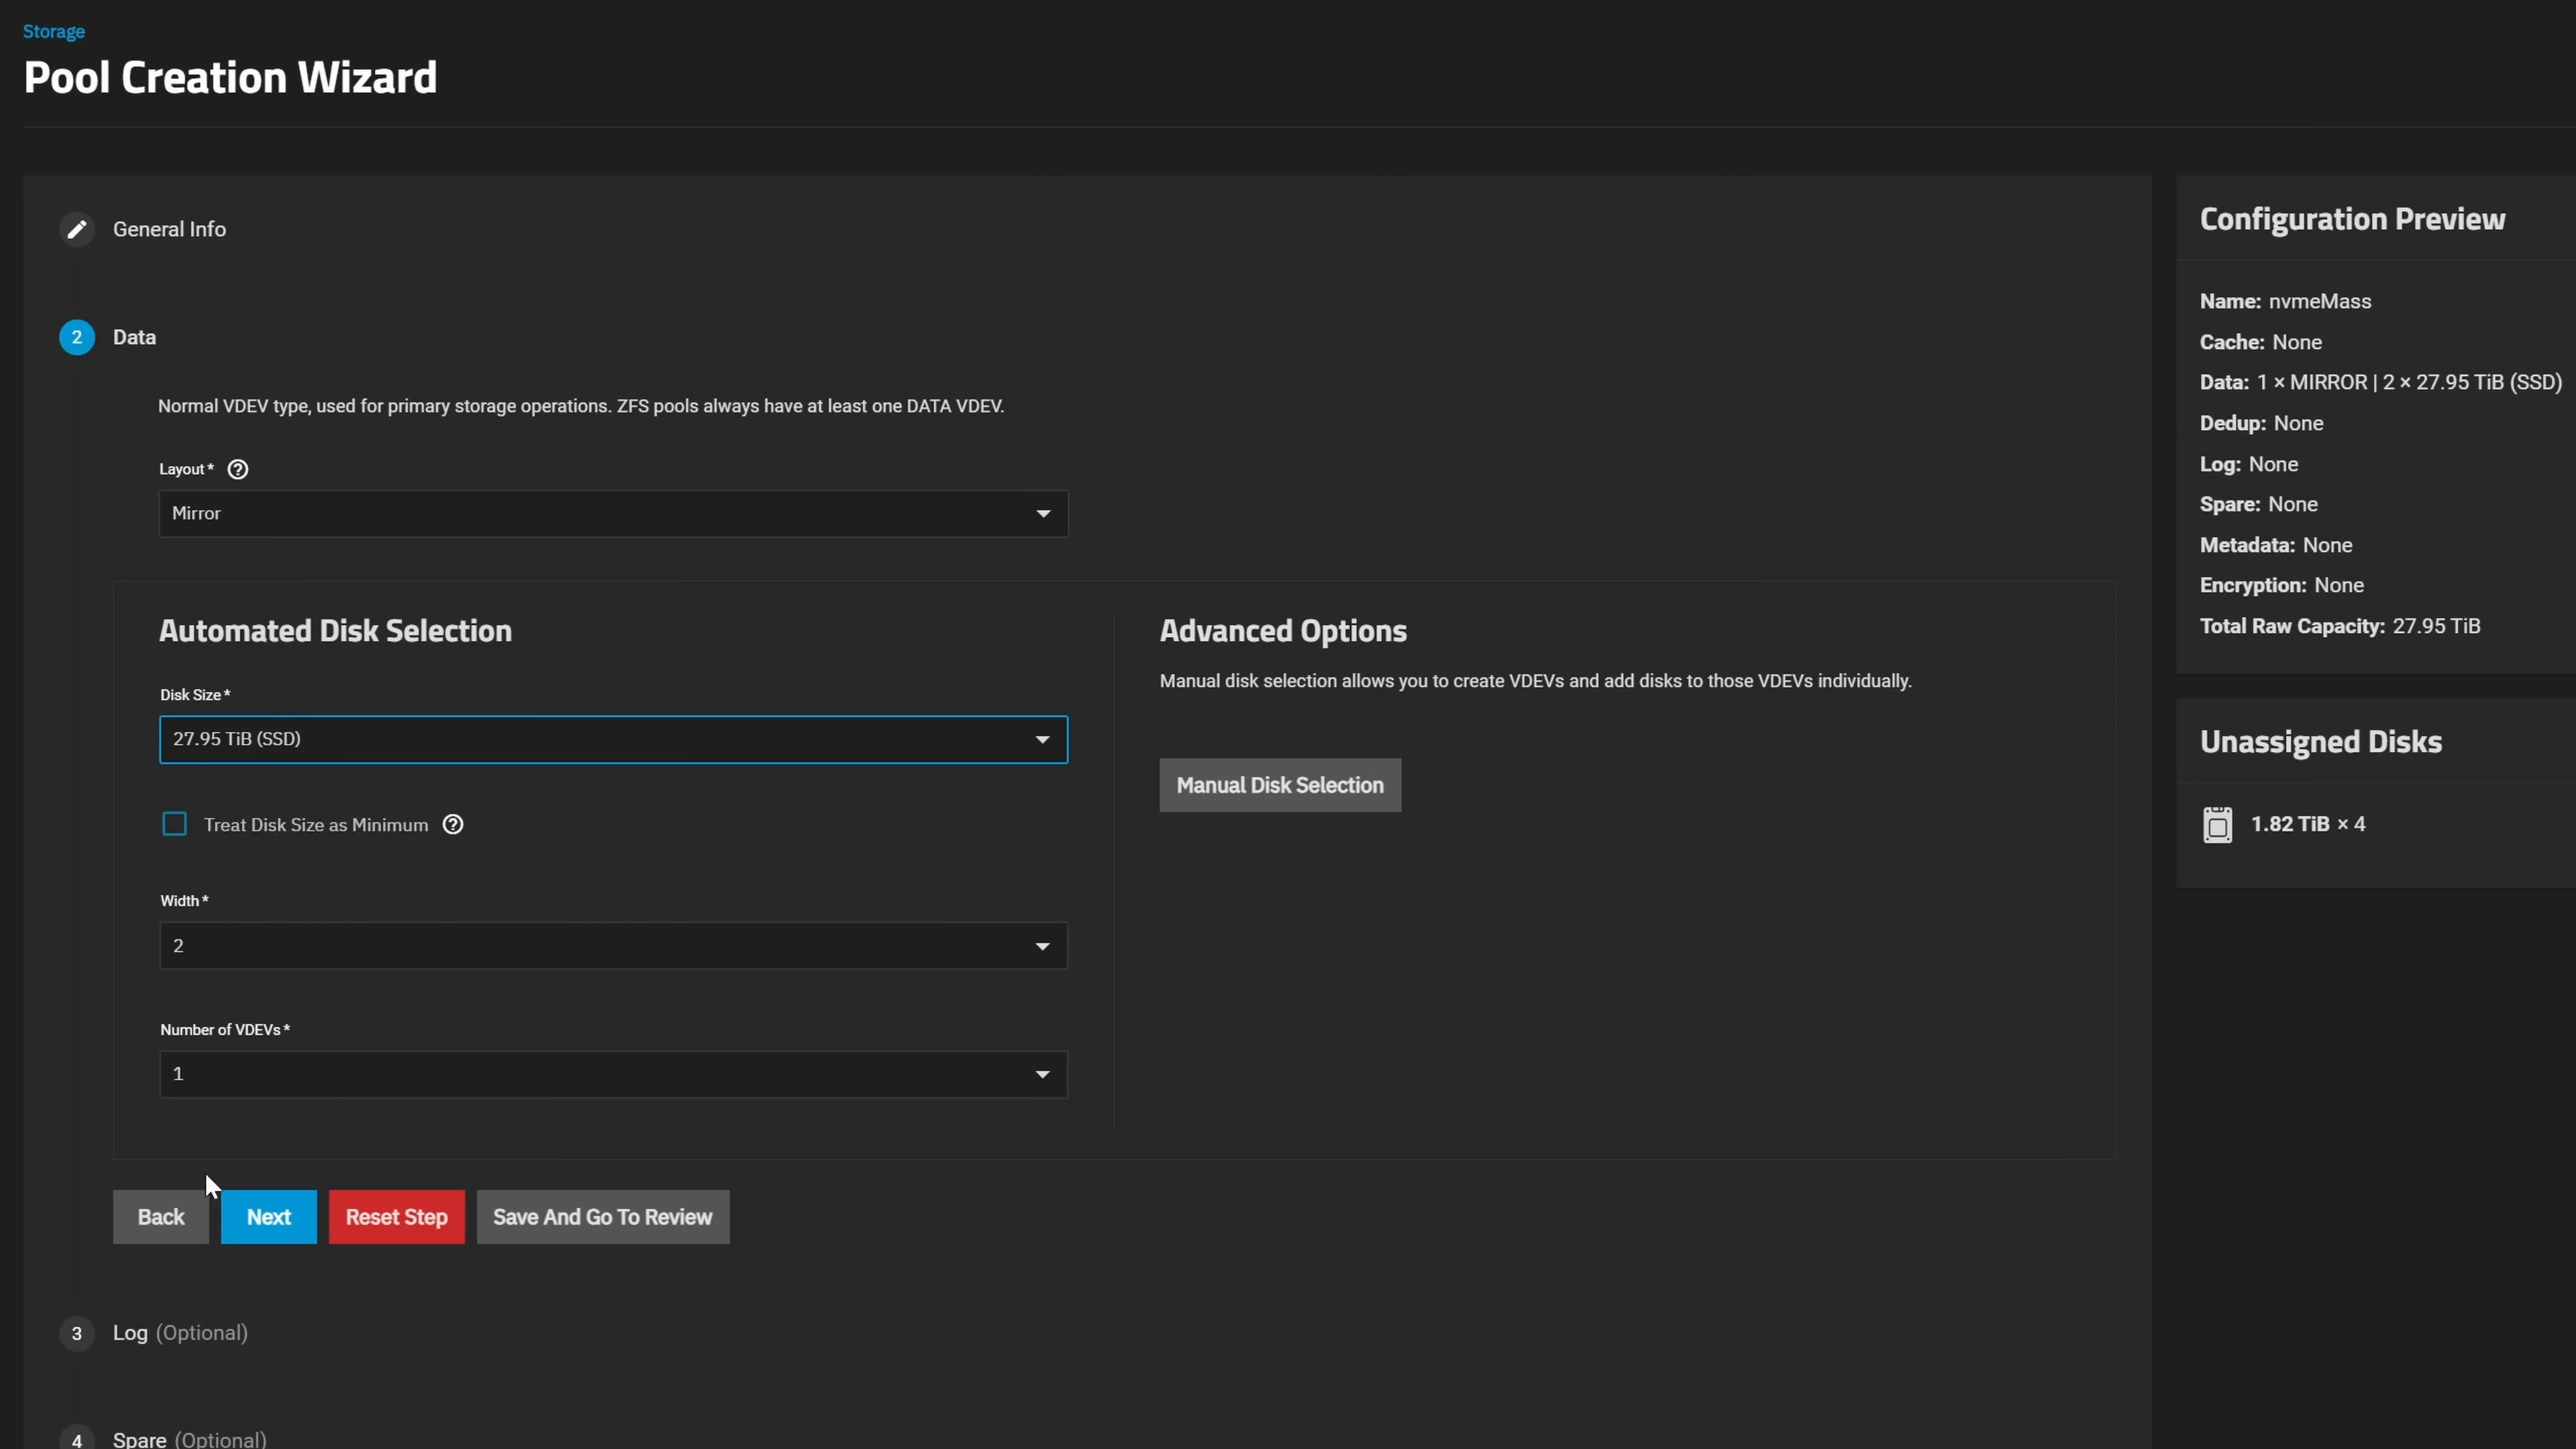 Storage
Pool Creation Wizard
General Info
2 Data
Normal VDEV type, used for primary storage operations. ZFS pools always have at least one DATA VDEV.
Layout* ?
Mirror
Automated Disk Selection
Disk Size*
27.95 TiB (SSD)
Treat Disk Size as Minimum ?
Width*
2
Number of VDEVs*
1
Advanced Options
Manual disk selection allows you to create VDEVs and add disks to those VDEVs individually.
Manual Disk Selection
Back Next Reset Step Save And Go To Review
3 Log (Optional)
4 Spare (Optional)
Configuration Preview
Name: nvmeMass
Cache: None
Data: 1 × MIRROR | 2 × 27.95 TiB (SSD)
Dedup: None
Log: None
Spare: None
Metadata: None
Encryption: None
Total Raw Capacity: 27.95 TiB
Unassigned Disks
1.82 TiB × 4